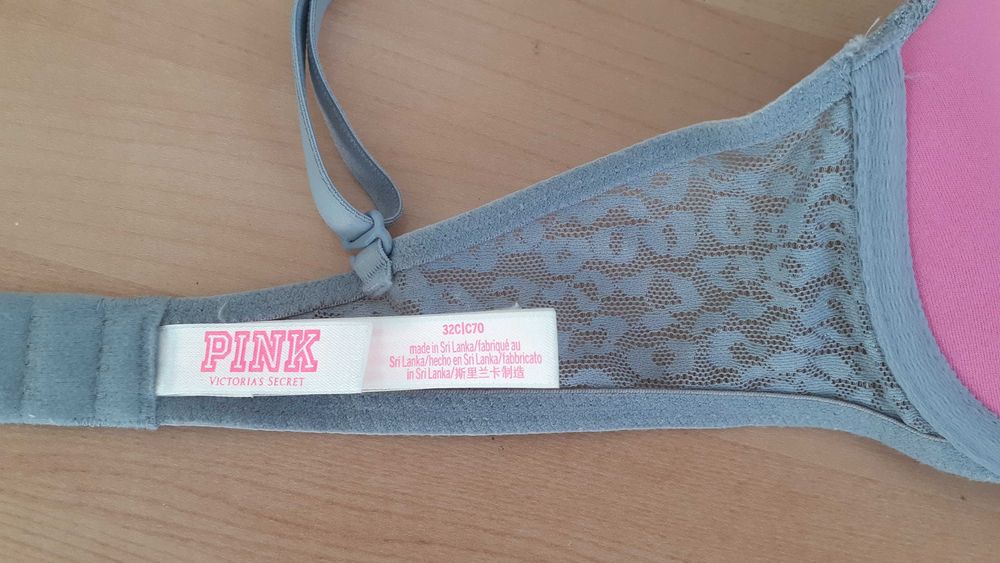 PINK
VICTORIA'S SECRET
32C|C70
made in Sri Lanka/fabriqué au
Sri Lanka/hecho en Sri Lanka/fabbricato
in Sri Lanka/斯里兰卡制造